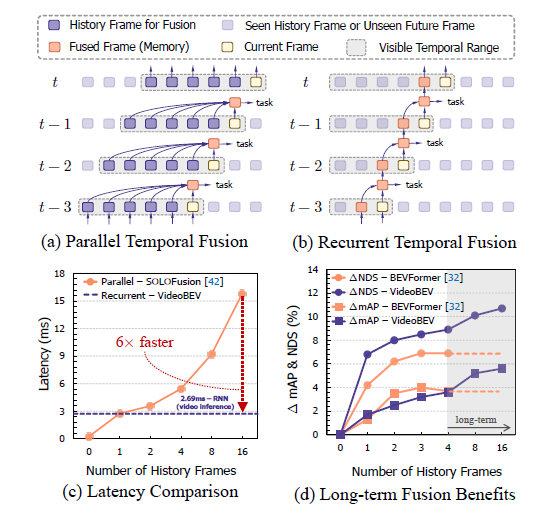 History Frame for Fusion
Seen History Frame or Unseen Future Frame
Fused Frame (Memory)
Current Frame
Visible Temporal Range
t
task
t − 1
task
t − 2
task
t − 3
(a) Parallel Temporal Fusion
t
task
t − 1
task
t − 2
task
t − 3
(b) Recurrent Temporal Fusion
18
15
12
9
6
3
0
Latency (ms)
Parallel − SOLOFusion [42]
Recurrent − VideoBEV
6× faster
2.69ms − RNN
(video inference)
0 1 2 4 8 16
Number of History Frames
(c) Latency Comparison
14
12
10
8
6
4
2
0
Δ mAP & NDS (%)
ΔNDS − BEVFormer [32]
ΔNDS − VideoBEV
ΔmAP − BEVFormer [32]
ΔmAP − VideoBEV
long-term
0 1 2 3 4 8 16
Number of History Frames
(d) Long-term Fusion Benefits